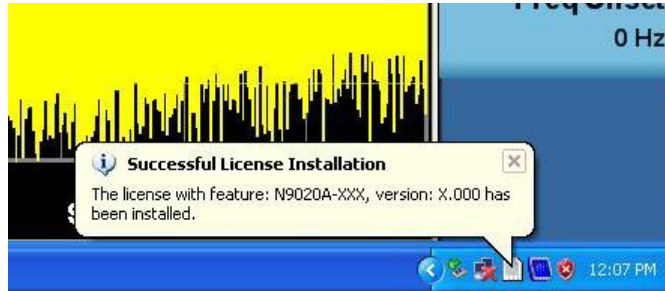 Freq Offset
0 Hz
Successful License Installation
The license with feature: N9020A-XXX, version: X.000 has
been installed.
12:07 PM